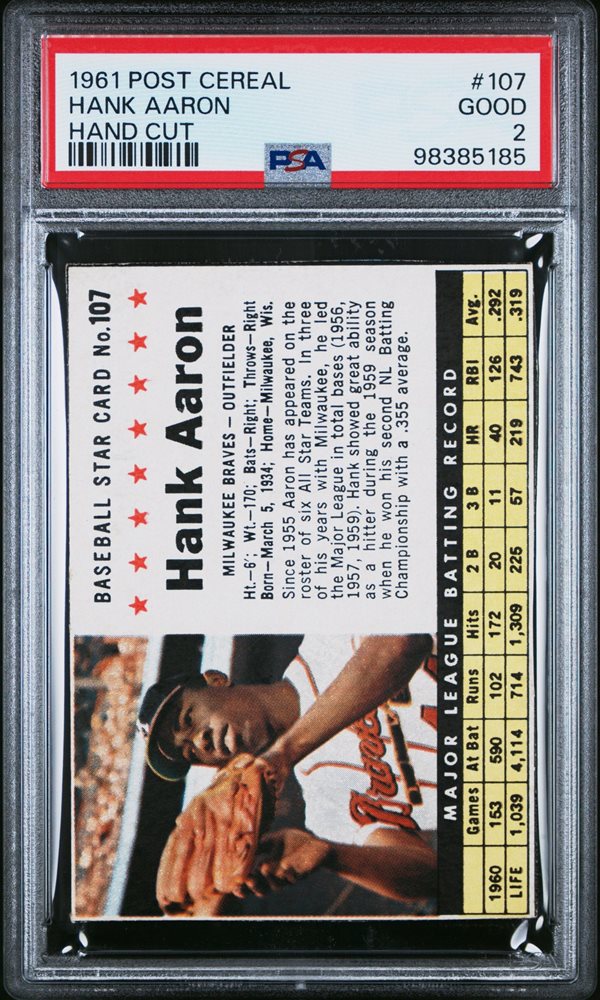 1961 POST CEREAL #107
HANK AARON GOOD
HAND CUT 2
PSA 98385185
BASEBALL STAR CARD No. 107
Hank Aaron
MILWAUKEE BRAVES – OUTFIELDER
Ht.—6'; Wt.—170; Bats—Right; Throws—Right
Born—March 5, 1934; Home—Milwaukee, Wis.
Since 1955 Aaron has appeared on the
roster of six All Star Teams. In three
of his years with Milwaukee, he led
the Major League in total bases (1956,
1957, 1959). Hank showed great ability
as a hitter during the 1959 season
when he won his second NL Batting
Championship with a .355 average.
Braves
MAJOR LEAGUE BATTING RECORD
Games At Bat Runs Hits 2 B 3 B HR RBI Avg.
1960 153 590 102 172 20 11 40 126 .292
LIFE 1,039 4,114 714 1,309 225 57 219 743 .319